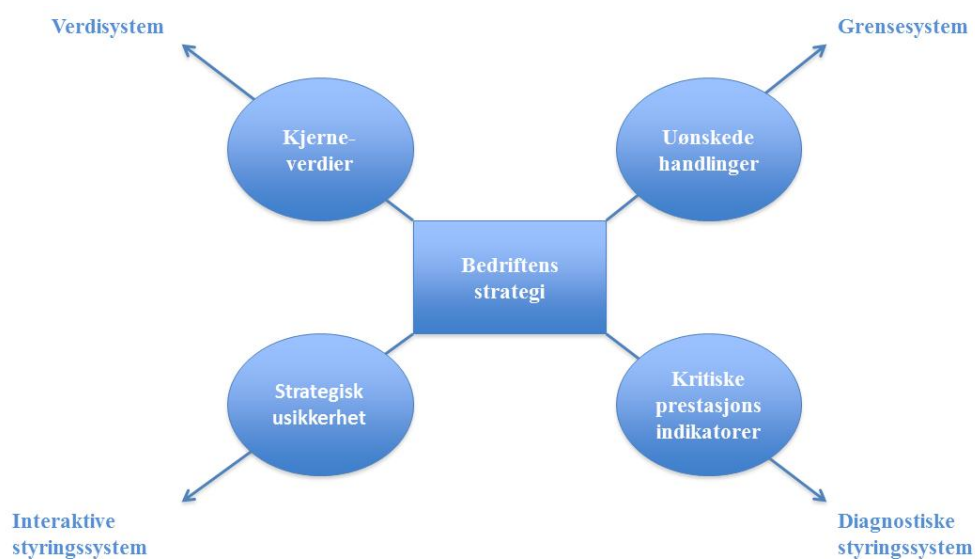 Verdisystem
Grensesystem
Kjerne-
verdier
Uønskede
handlinger
Bedriftens
strategi
Strategisk
usikkerhet
Kritiske
prestasjons
indikatorer
Interaktive
styringssystem
Diagnostiske
styringssystem